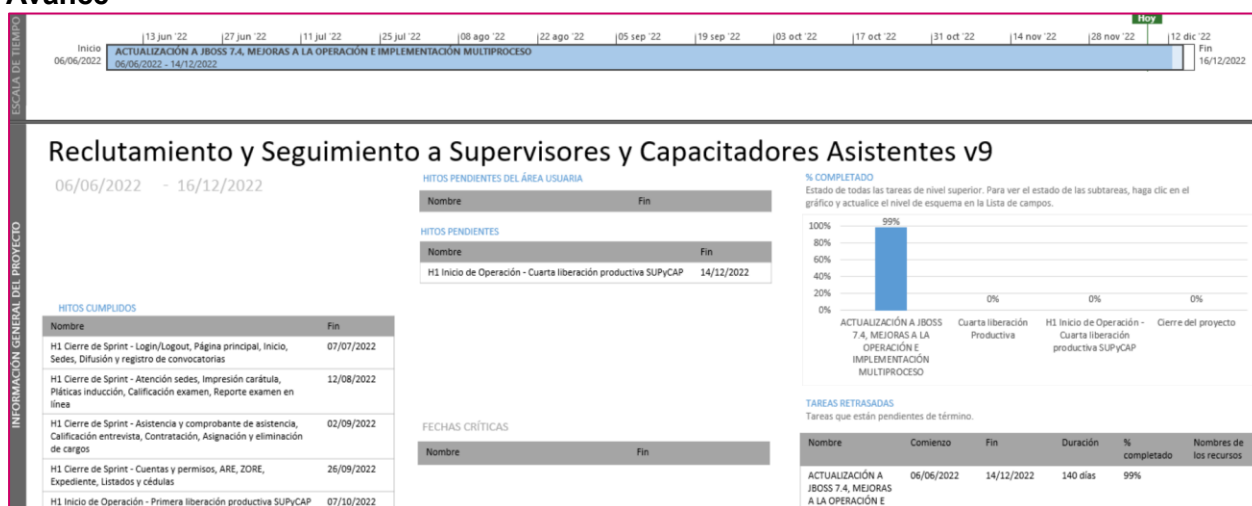 Avance
Hoy
ESCALA DE TIEMPO
13 jun '22 27 jun '22 11 jul '22 25 jul '22 08 ago '22 22 ago '22 05 sep '22 19 sep '22 03 oct '22 17 oct '22 31 oct '22 14 nov '22 28 nov '22 12 dic '22
Inicio
06/06/2022
ACTUALIZACIÓN A JBOSS 7.4, MEJORAS A LA OPERACIÓN E IMPLEMENTACIÓN MULTIPROCESO
06/06/2022 - 14/12/2022
Fin
16/12/2022
INFORMACIÓN GENERAL DEL PROYECTO
Reclutamiento y Seguimiento a Supervisores y Capacitadores Asistentes v9
06/06/2022 - 16/12/2022
HITOS CUMPLIDOS
Nombre Fin
H1 Cierre de Sprint - Login/Logout, Página principal, Inicio, 07/07/2022
Sedes, Difusión y registro de convocatorias
H1 Cierre de Sprint - Atención sedes, Impresión carátula, 12/08/2022
Pláticas inducción, Calificación examen, Reporte examen en
línea
H1 Cierre de Sprint - Asistencia y comprobante de asistencia, 02/09/2022
Calificación entrevista, Contratación, Asignación y eliminación
de cargos
H1 Cierre de Sprint - Cuentas y permisos, ARE, ZORE, 26/09/2022
Expediente, Listados y cédulas
H1 Inicio de Operación - Primera liberación productiva SUPyCAP 07/10/2022
HITOS PENDIENTES DEL ÁREA USUARIA
Nombre Fin
HITOS PENDIENTES
Nombre Fin
H1 Inicio de Operación - Cuarta liberación productiva SUPyCAP 14/12/2022
FECHAS CRÍTICAS
Nombre Fin
% COMPLETADO
Estado de todas las tareas de nivel superior. Para ver el estado de las subtareas, haga clic en el
gráfico y actualice el nivel de esquema en la Lista de campos.
100%
80%
60%
40%
20%
0%
99% 0% 0% 0%
ACTUALIZACIÓN A JBOSS
7.4, MEJORAS A LA
OPERACIÓN E
IMPLEMENTACIÓN
MULTIPROCESO
Cuarta liberación
Productiva
H1 Inicio de Operación -
Cuarta liberación
productiva SUPyCAP
Cierre del proyecto
TAREAS RETRASADAS
Tareas que están pendientes de término.
Nombre Comienzo Fin Duración % completado Nombres de los recursos
ACTUALIZACIÓN A 06/06/2022 14/12/2022 140 días 99%
JBOSS 7.4, MEJORAS
A LA OPERACIÓN E